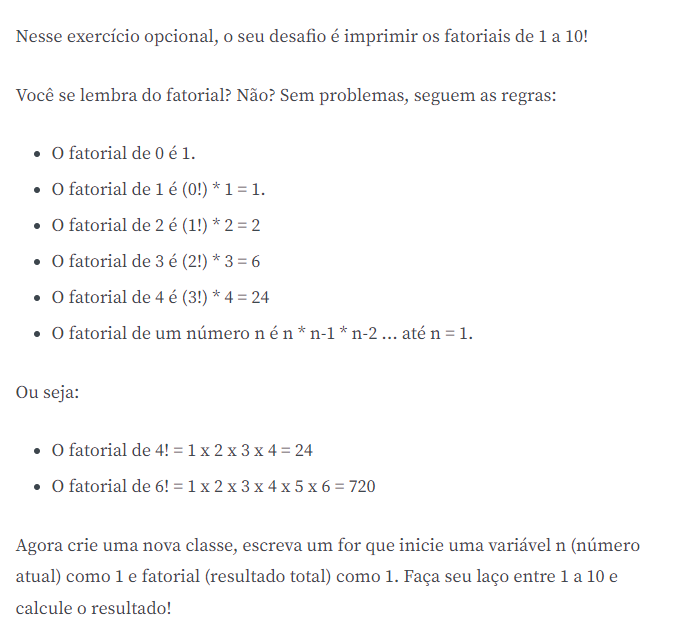 Nesse exercício opcional, o seu desafio é imprimir os fatoriais de 1 a 10!
Você se lembra do fatorial? Não? Sem problemas, seguem as regras:
• O fatorial de 0 é 1.
• O fatorial de 1 é (0!) * 1 = 1.
• O fatorial de 2 é (1!) * 2 = 2
• O fatorial de 3 é (2!) * 3 = 6
• O fatorial de 4 é (3!) * 4 = 24
• O fatorial de um número n é n * n-1 * n-2 ... até n = 1.
Ou seja:
• O fatorial de 4! = 1 x 2 x 3 x 4 = 24
• O fatorial de 6! = 1 x 2 x 3 x 4 x 5 x 6 = 720
Agora crie uma nova classe, escreva um for que inicie uma variável n (número
atual) como 1 e fatorial (resultado total) como 1. Faça seu laço entre 1 a 10 e
calcule o resultado!